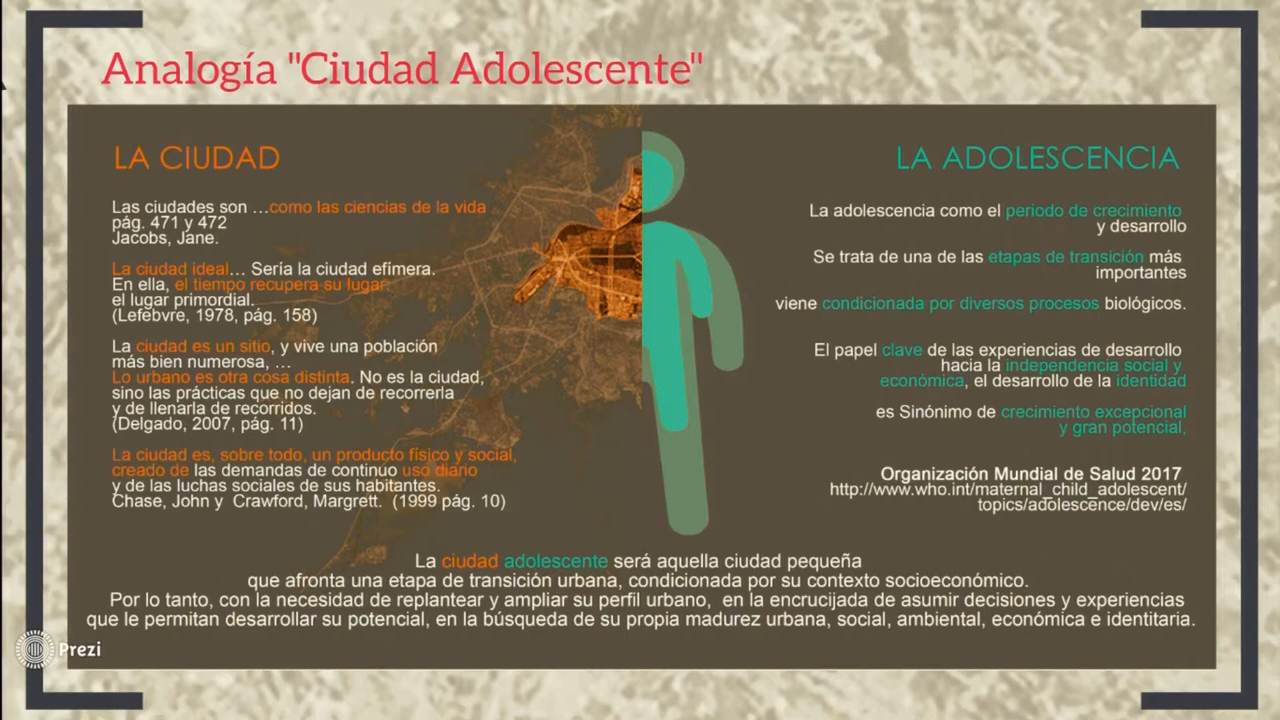 Analogía "Ciudad Adolescente"
LA CIUDAD
Las ciudades son …como las ciencias de la vida
pág. 471 y 472
Jacobs, Jane.
La ciudad ideal… Sería la ciudad efímera.
En ella, el tiempo recupera su lugar:
el lugar primordial.
(Lefebvre, 1978, pág. 158)
La ciudad es un sitio, y vive una población
más bien numerosa, …
Lo urbano es otra cosa distinta. No es la ciudad,
sino las prácticas que no dejan de recorrerla
y de llenarla de recorridos.
(Delgado, 2007, pág. 11)
La ciudad es, sobre todo, un producto físico y social,
creado de las demandas de continuo uso diario
y de las luchas sociales de sus habitantes.
Chase, John y Crawford, Margrett. (1999 pág. 10)
LA ADOLESCENCIA
La adolescencia como el periodo de crecimiento
y desarrollo
Se trata de una de las etapas de transición más
importantes
viene condicionada por diversos procesos biológicos.
El papel clave de las experiencias de desarrollo
hacia la independencia social y
económica, el desarrollo de la identidad
es Sinónimo de crecimiento excepcional
y gran potencial,
Organización Mundial de Salud 2017
http://www.who.int/maternal_child_adolescent/
topics/adolescence/dev/es/
La ciudad adolescente será aquella ciudad pequeña
que afronta una etapa de transición urbana, condicionada por su contexto socioeconómico.
Por lo tanto, con la necesidad de replantear y ampliar su perfil urbano, en la encrucijada de asumir decisiones y experiencias
que le permitan desarrollar su potencial, en la búsqueda de su propia madurez urbana, social, ambiental, económica e identitaria.
Prezi